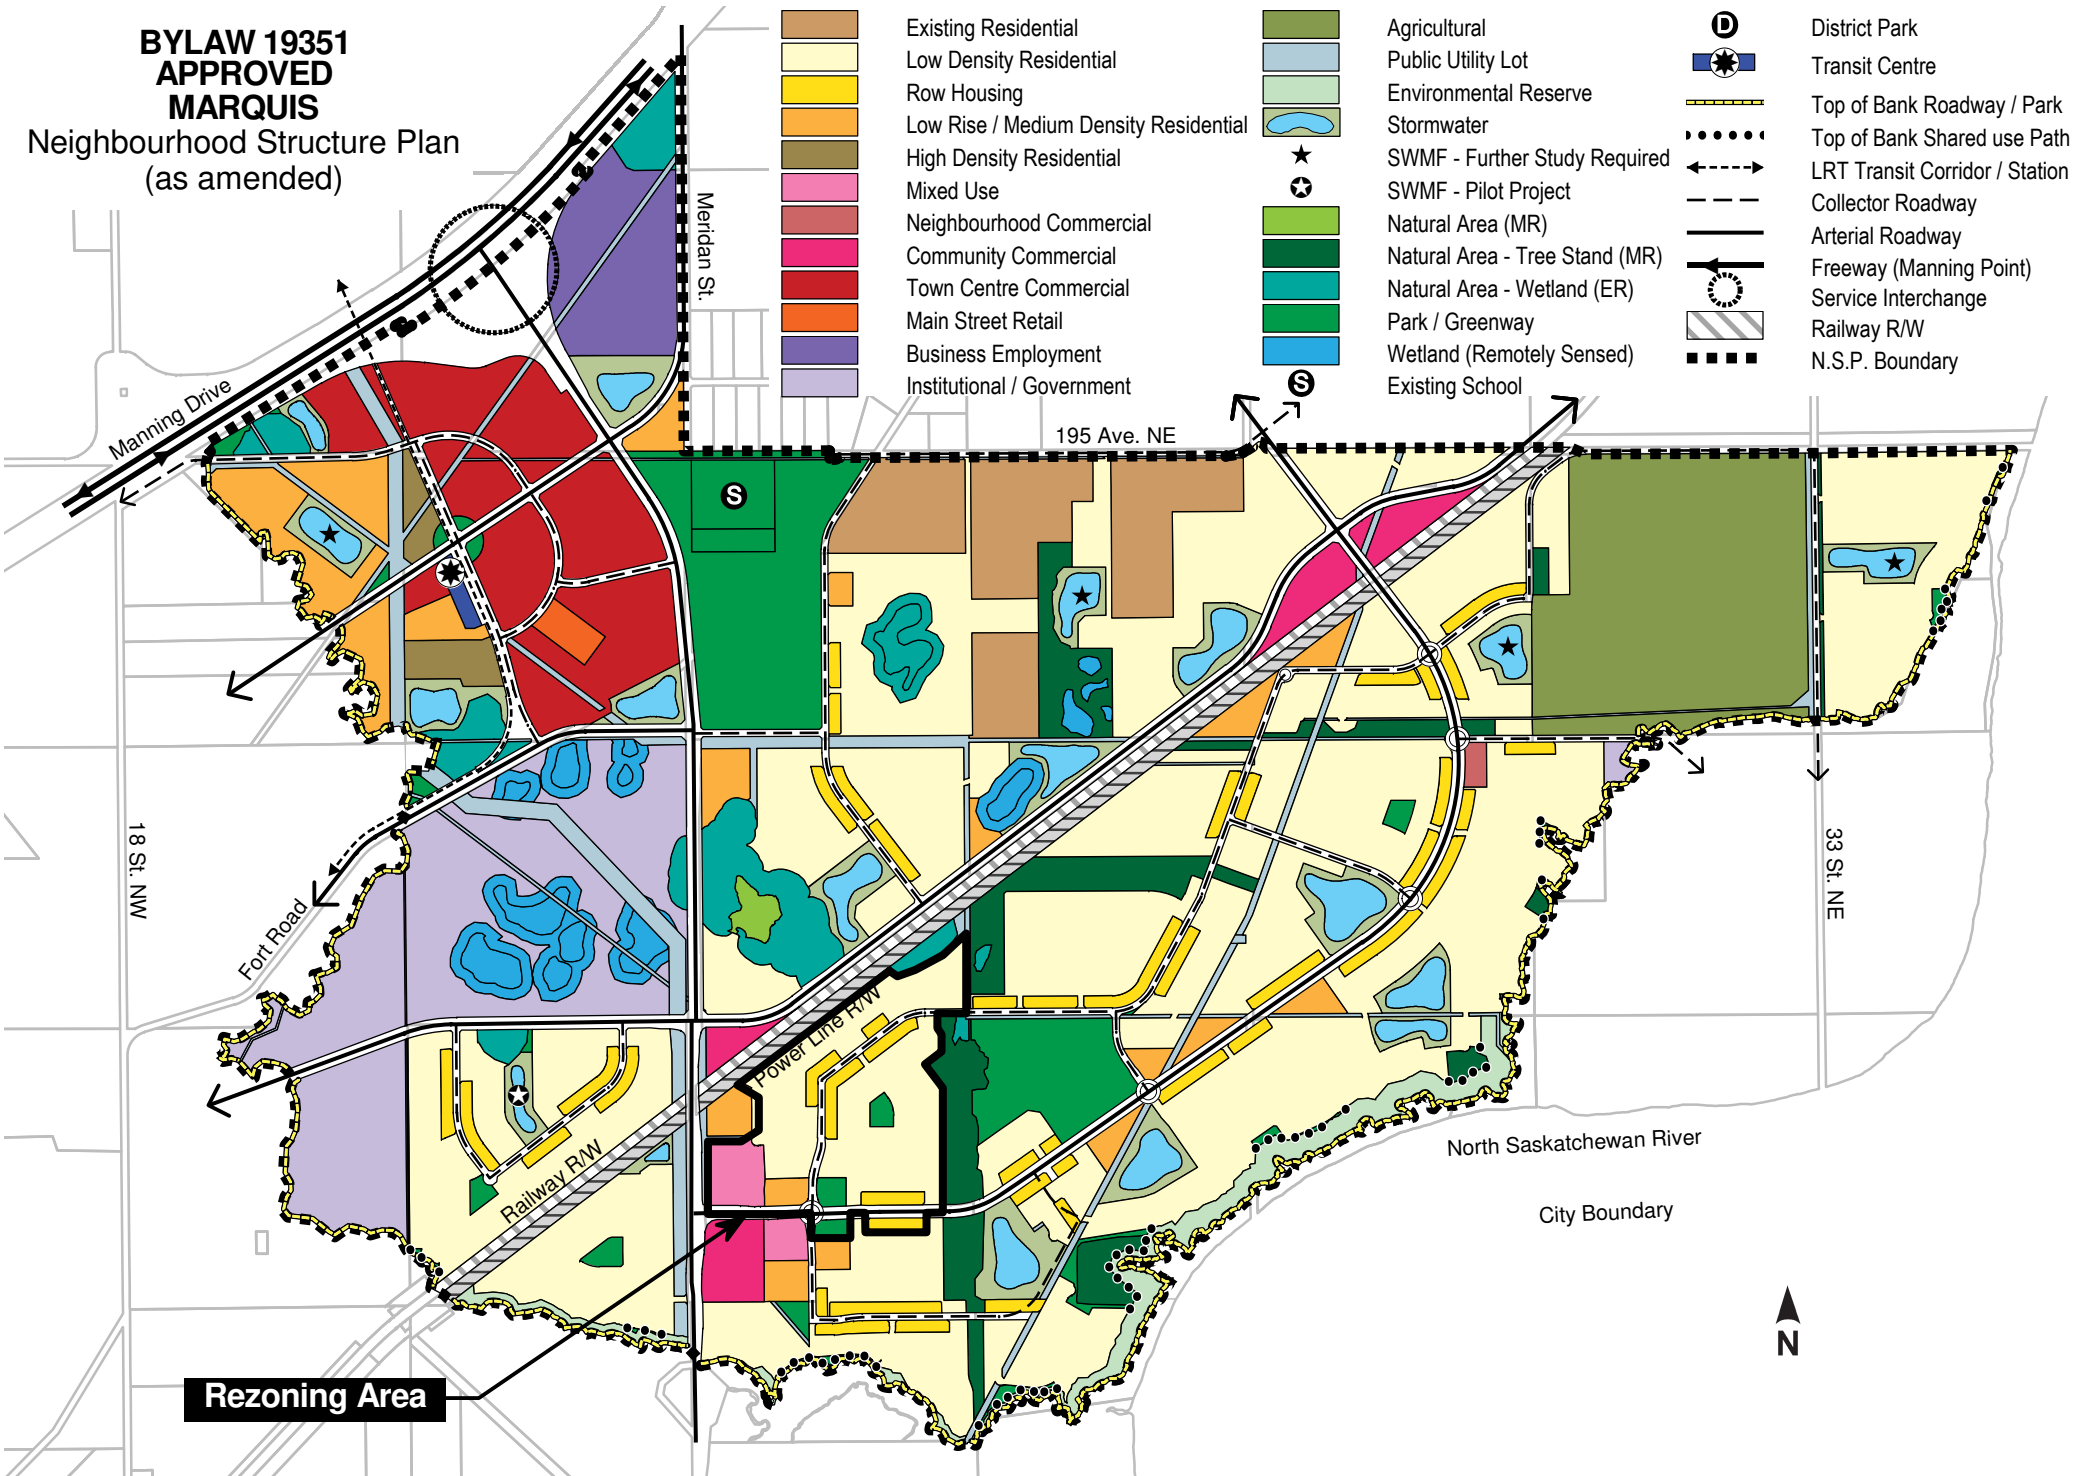 BYLAW 19351
APPROVED
MARQUIS
Neighbourhood Structure Plan
(as amended)
Existing Residential
Low Density Residential
Row Housing
Low Rise / Medium Density Residential
High Density Residential
Mixed Use
Neighbourhood Commercial
Community Commercial
Town Centre Commercial
Main Street Retail
Business Employment
Institutional / Government
Agricultural
Public Utility Lot
Environmental Reserve
Stormwater
SWMF - Further Study Required
SWMF - Pilot Project
Natural Area (MR)
Natural Area - Tree Stand (MR)
Natural Area - Wetland (ER)
Park / Greenway
Wetland (Remotely Sensed)
S Existing School
D District Park
Transit Centre
Top of Bank Roadway / Park
Top of Bank Shared use Path
LRT Transit Corridor / Station
Collector Roadway
Arterial Roadway
Freeway (Manning Point)
Service Interchange
Railway R/W
N.S.P. Boundary
Meridan St.
Manning Drive
195 Ave. NE
S
18 St. NW
33 St. NE
Fort Road
Power Line R/W
Railway R/W
North Saskatchewan River
City Boundary
Rezoning Area
N